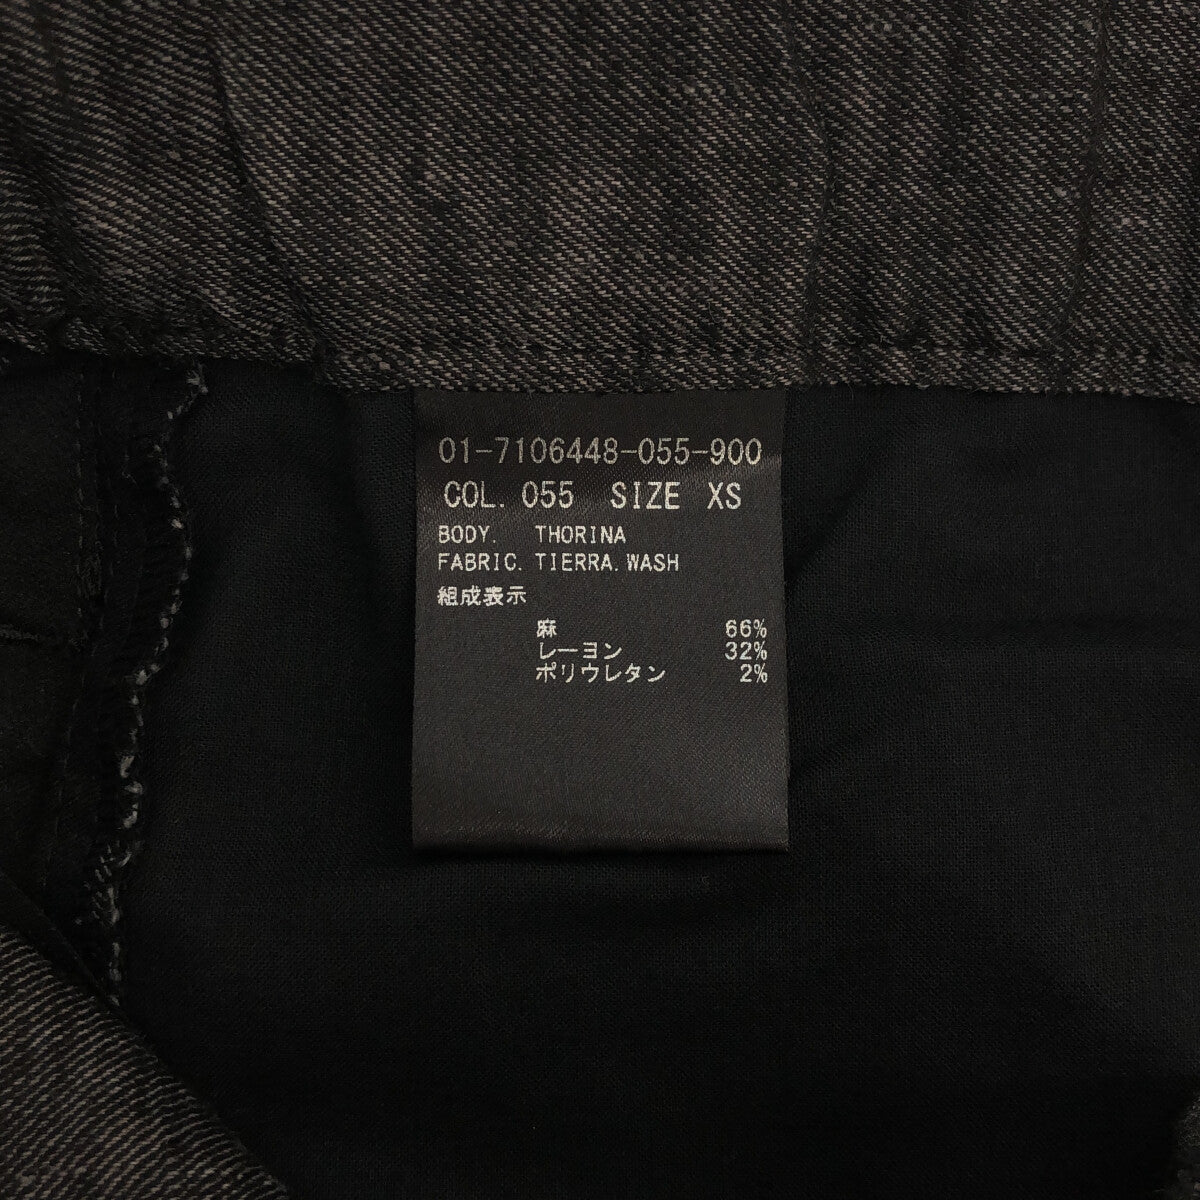 01-7106448-055-900
COL. 055 SIZE XS
BODY. THORINA
FABRIC. TIERRA. WASH
組成表示
麻 66%
レーヨン 32%
ポリウレタン 2%